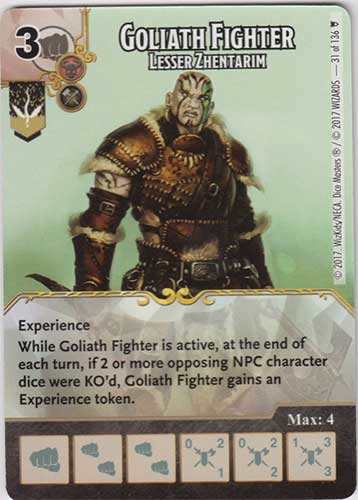 3
GOLIATH FIGHTER
LESSER ZHENTARIM
© 2017. WizKids/NECA. Dice Masters ® / © 2017 WIZARDS — 31 of 136
Experience
While Goliath Fighter is active, at the end of
each turn, if 2 or more opposing NPC character
dice were KO'd, Goliath Fighter gains an
Experience token.
Max: 4
0 2 1
0 2 2
1 3 3